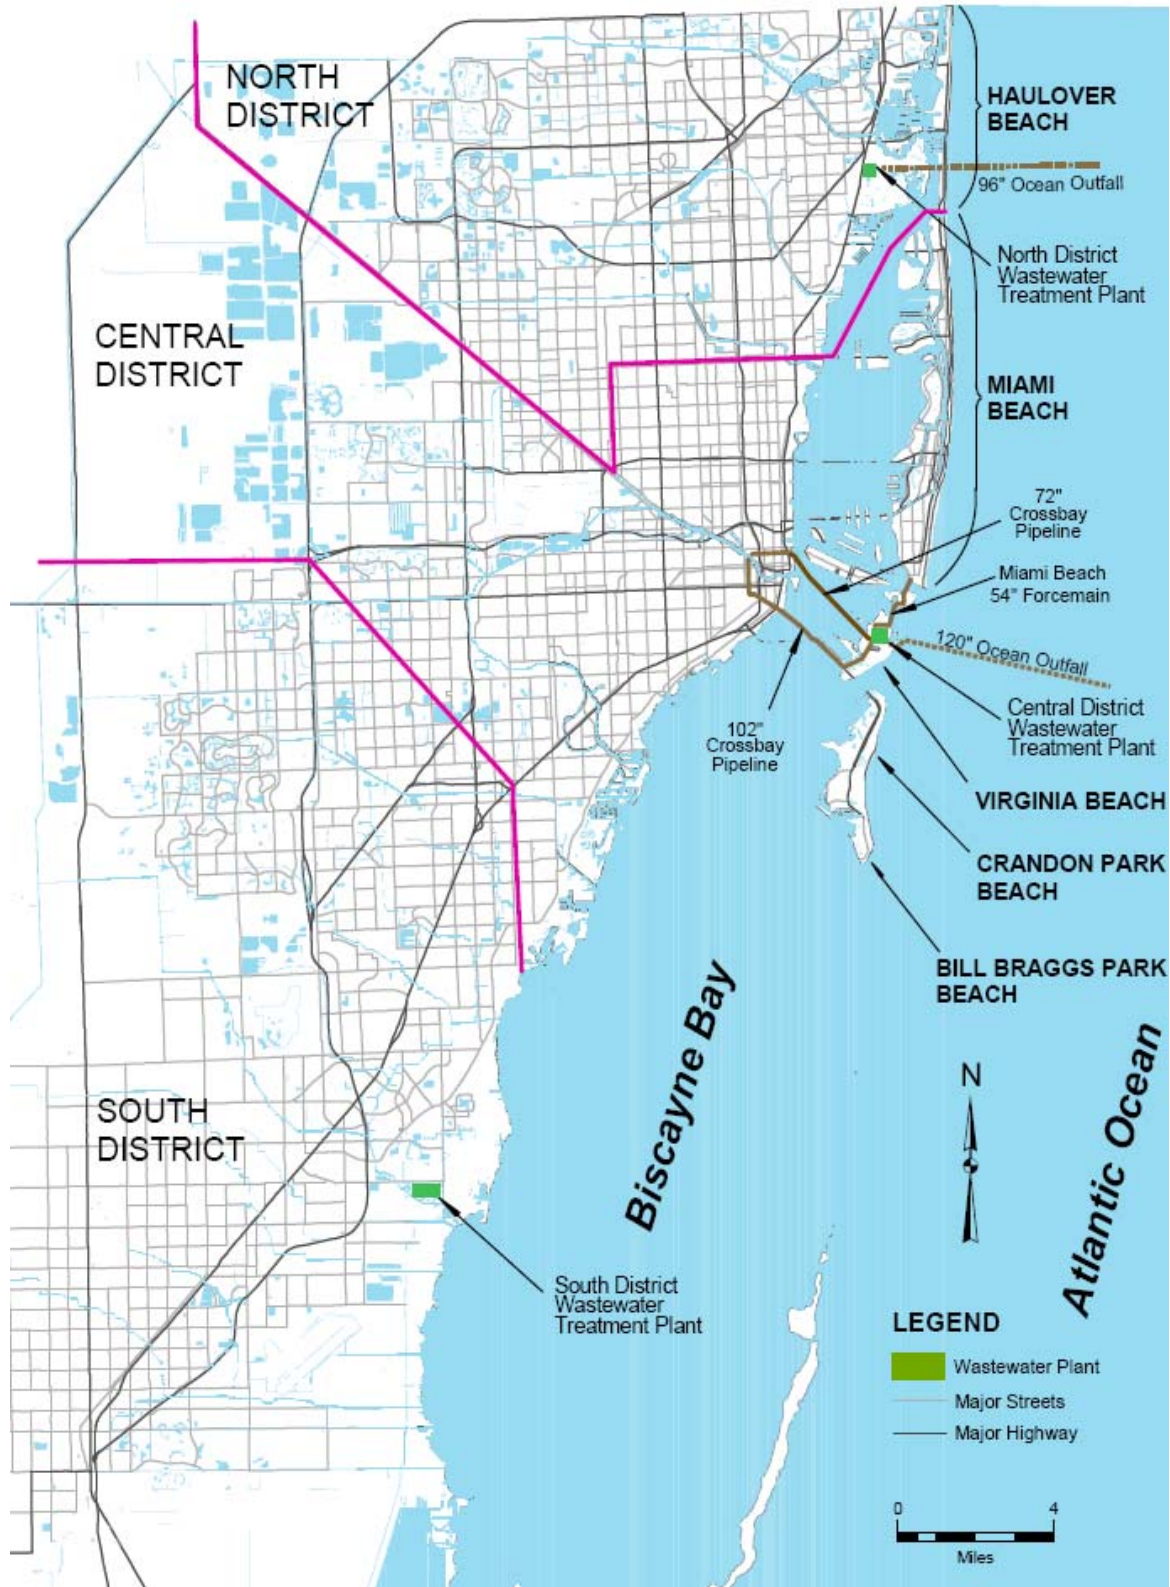 NORTH
DISTRICT
HAULOVER
BEACH
96" Ocean Outfall
North District
Wastewater
Treatment Plant
CENTRAL
DISTRICT
MIAMI
BEACH
72"
Crossbay
Pipeline
Miami Beach
54" Forcemain
120" Ocean Outfall
Central District
Wastewater
Treatment Plant
102"
Crossbay
Pipeline
VIRGINIA BEACH
CRANDON PARK
BEACH
BILL BRAGGS PARK
BEACH
Biscayne Bay
Atlantic Ocean
N
SOUTH
DISTRICT
South District
Wastewater
Treatment Plant
LEGEND
Wastewater Plant
Major Streets
Major Highway
0 4
Miles